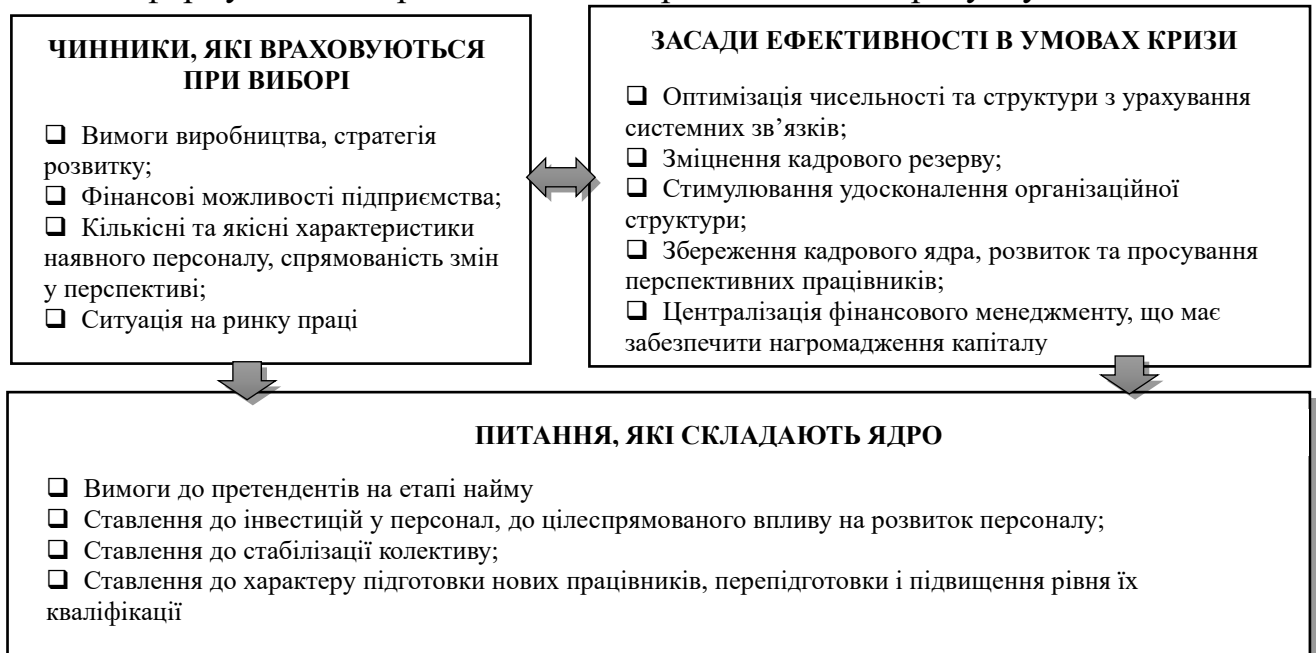 ЧИННИКИ, ЯКІ ВРАХОВУЮТЬСЯ
ПРИ ВИБОРІ
❑ Вимоги виробництва, стратегія
розвитку;
❑ Фінансові можливості підприємства;
❑ Кількісні та якісні характеристики
наявного персоналу, спрямованість змін
у перспективі;
❑ Ситуація на ринку праці
ЗАСАДИ ЕФЕКТИВНОСТІ В УМОВАХ КРИЗИ
❑ Оптимізація чисельності та структури з урахування
системних зв’язків;
❑ Зміцнення кадрового резерву;
❑ Стимулювання удосконалення організаційної
структури;
❑ Збереження кадрового ядра, розвиток та просування
перспективних працівників;
❑ Централізація фінансового менеджменту, що має
забезпечити нагромадження капіталу
ПИТАННЯ, ЯКІ СКЛАДАЮТЬ ЯДРО
❑ Вимоги до претендентів на етапі найму
❑ Ставлення до інвестицій у персонал, до цілеспрямованого впливу на розвиток персоналу;
❑ Ставлення до стабілізації колективу;
❑ Ставлення до характеру підготовки нових працівників, перепідготовки і підвищення рівня їх
кваліфікації